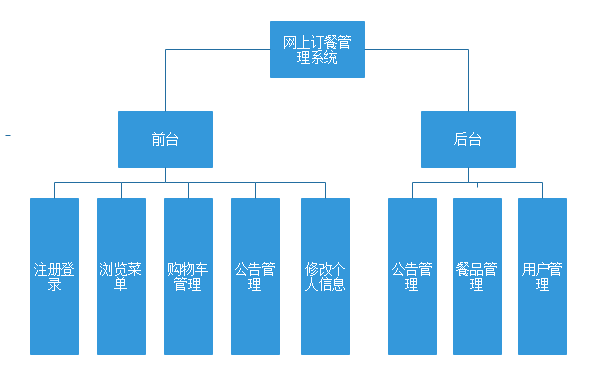 网上订餐管
理系统
前台
后台
注册登
录
浏览菜
单
购物车
管理
公告管
理
修改个
人信息
公告管
理
餐品管
理
用户管
理